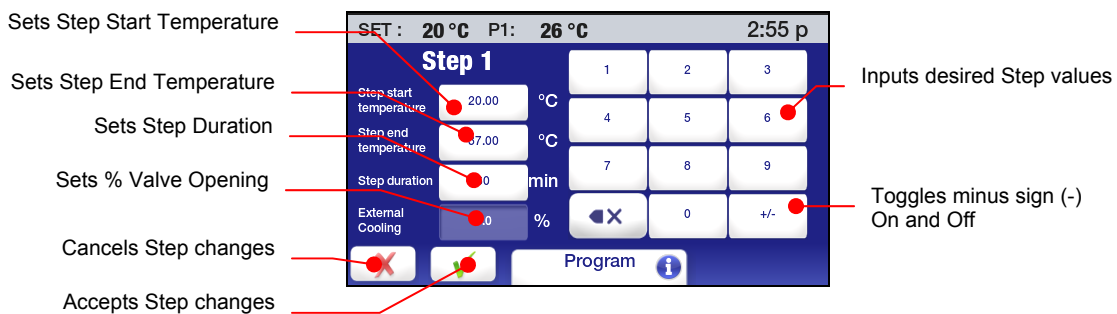 Sets Step Start Temperature
Sets Step End Temperature
Sets Step Duration
Sets % Valve Opening
Cancels Step changes
Accepts Step changes
SET : 20 °C P1: 26 °C 2:55 p
Step 1
Step start
temperature
20.00 °C
Step end
temperature
°C
Step duration
min
External
Cooling
%
1 2 3
4 5 6
7 8 9
0 +/-
Program
Inputs desired Step values
Toggles minus sign (-)
On and Off